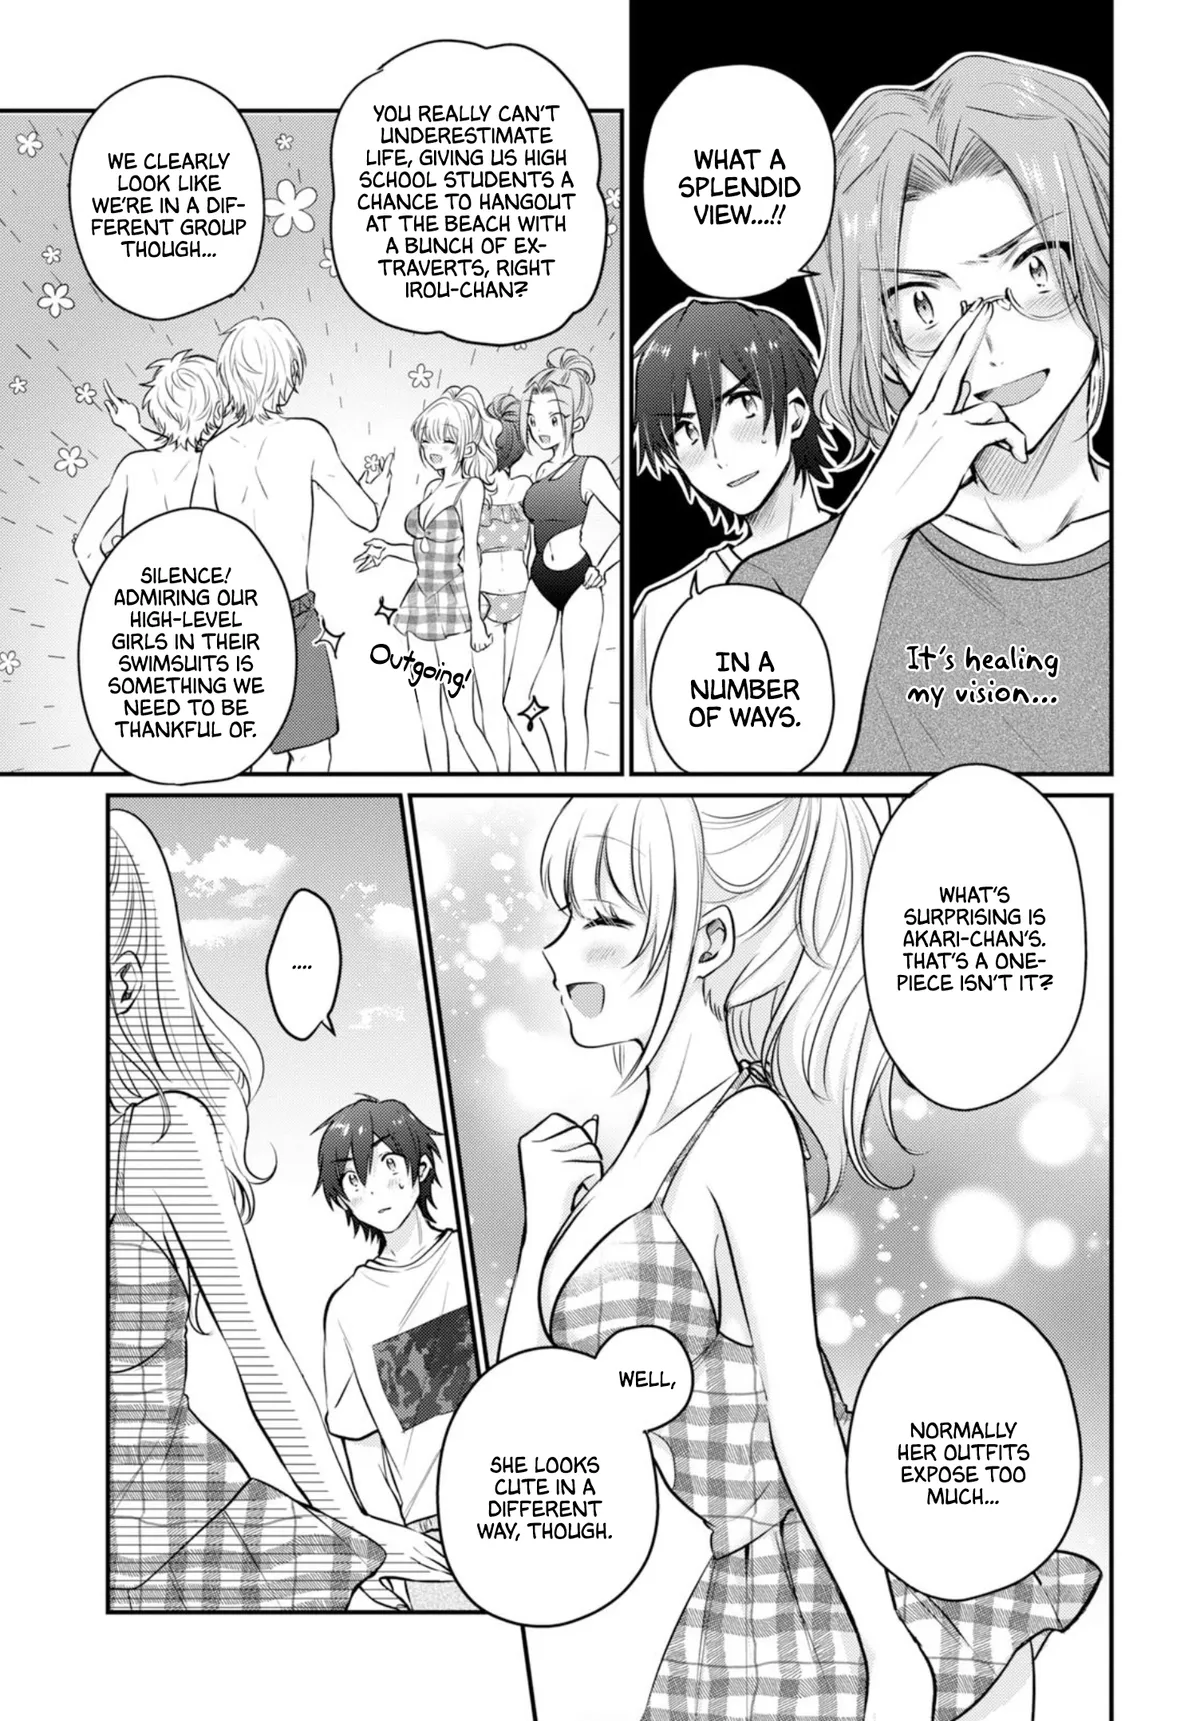 WHAT A
SPLENDID
VIEW...!!
IN A
NUMBER
OF WAYS.
It's healing
my vision...
YOU REALLY CAN'T
UNDERESTIMATE
LIFE, GIVING US HIGH
SCHOOL STUDENTS A
CHANCE TO HANGOUT
AT THE BEACH WITH
A BUNCH OF EX-
TRAVERTS, RIGHT
IROU-CHAN?
WE CLEARLY
LOOK LIKE
WE'RE IN A DIF-
FERENT GROUP
THOUGH...
Outgoing!
SILENCE!
ADMIRING OUR
HIGH-LEVEL
GIRLS IN THEIR
SWIMSUITS IS
SOMETHING WE
NEED TO BE
THANKFUL OF.
WHAT'S
SURPRISING IS
AKARI-CHAN'S.
THAT'S A ONE-
PIECE ISN'T IT?
NORMALLY
HER OUTFITS
EXPOSE TOO
MUCH...
WELL,
SHE LOOKS
CUTE IN A
DIFFERENT
WAY, THOUGH.
....